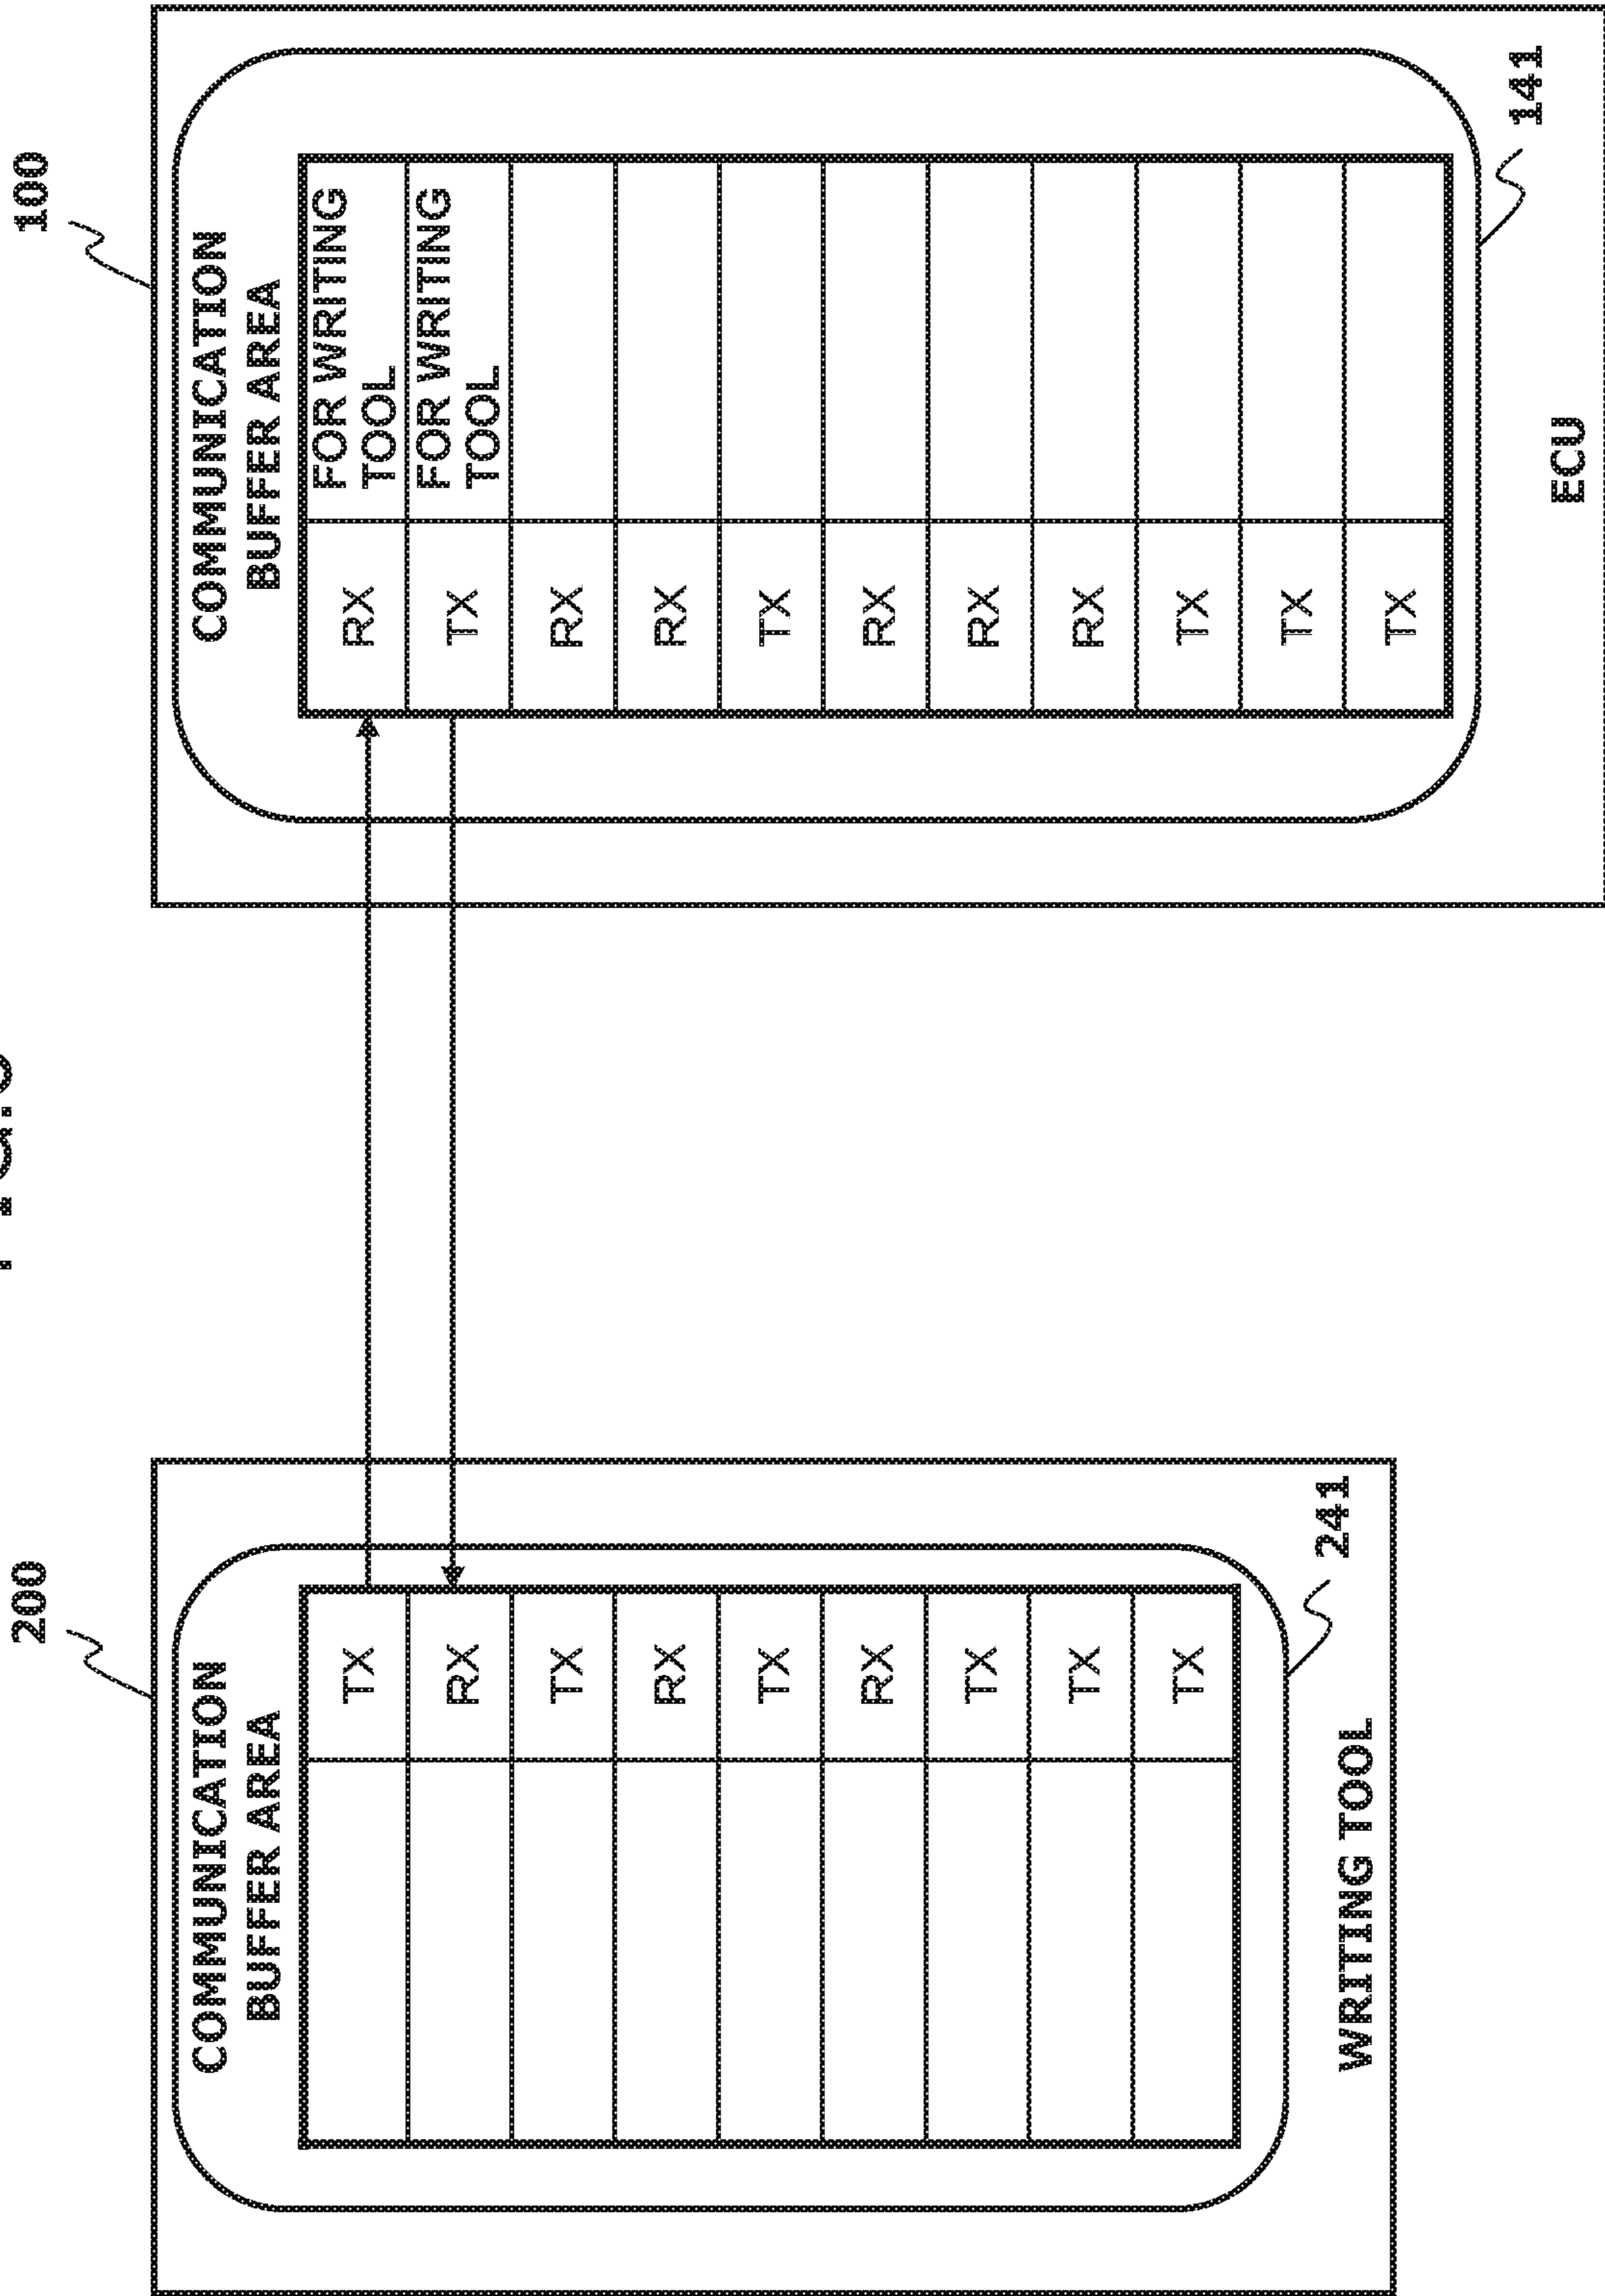 200
COMMUNICATION
BUFFER AREA
TX
RX
TX
RX
TX
RX
TX
TX
TX
241
WRITING TOOL
100
COMMUNICATION
BUFFER AREA
RX
FOR WRITING
TOOL
TX
FOR WRITING
TOOL
RX
RX
TX
RX
RX
RX
TX
TX
TX
141
ECU